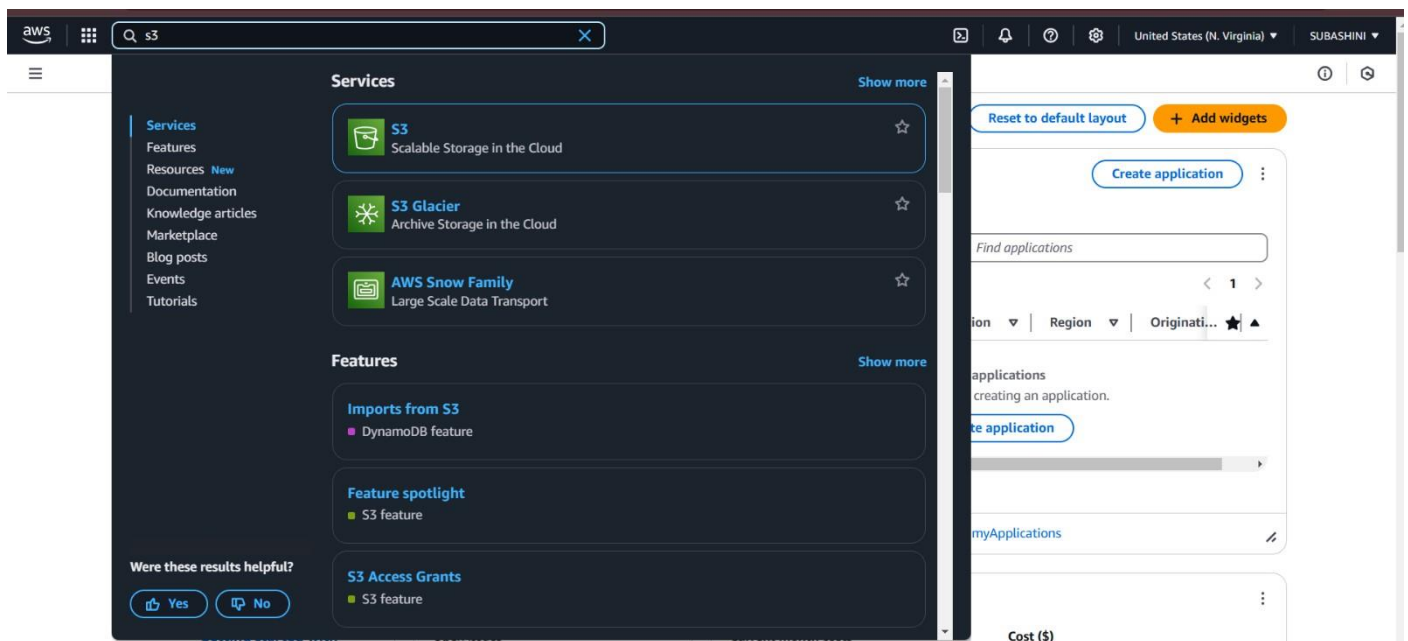 aws
s3
United States (N. Virginia)
SUBASHINI
Services
Features
Resources New
Documentation
Knowledge articles
Marketplace
Blog posts
Events
Tutorials
Were these results helpful?
Yes
No
Services
Show more
S3
Scalable Storage in the Cloud
S3 Glacier
Archive Storage in the Cloud
AWS Snow Family
Large Scale Data Transport
Features
Show more
Imports from S3
DynamoDB feature
Feature spotlight
S3 feature
S3 Access Grants
S3 feature
Reset to default layout
+ Add widgets
Create application
Find applications
1
ion
Region
Originati...
applications
creating an application.
te application
myApplications
Cost ($)